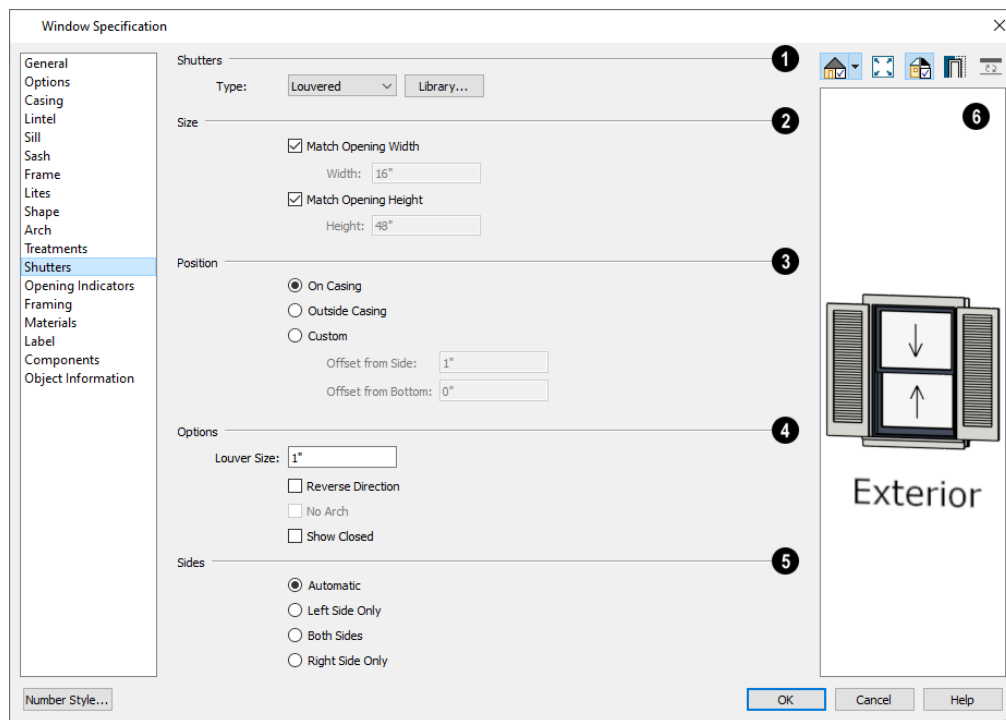 Window Specification
General
Options
Casing
Lintel
Sill
Sash
Frame
Lites
Shape
Arch
Treatments
Shutters
Opening Indicators
Framing
Materials
Label
Components
Object Information
Shutters 1
Type: Louvered Library...
Size 2
Match Opening Width
Width: 16"
Match Opening Height
Height: 48"
Position 3
On Casing
Outside Casing
Custom
Offset from Side: 1"
Offset from Bottom: 0"
Options 4
Louver Size: 1"
Reverse Direction
No Arch
Show Closed
Sides 5
Automatic
Left Side Only
Both Sides
Right Side Only
6
Exterior
Number Style... OK Cancel Help